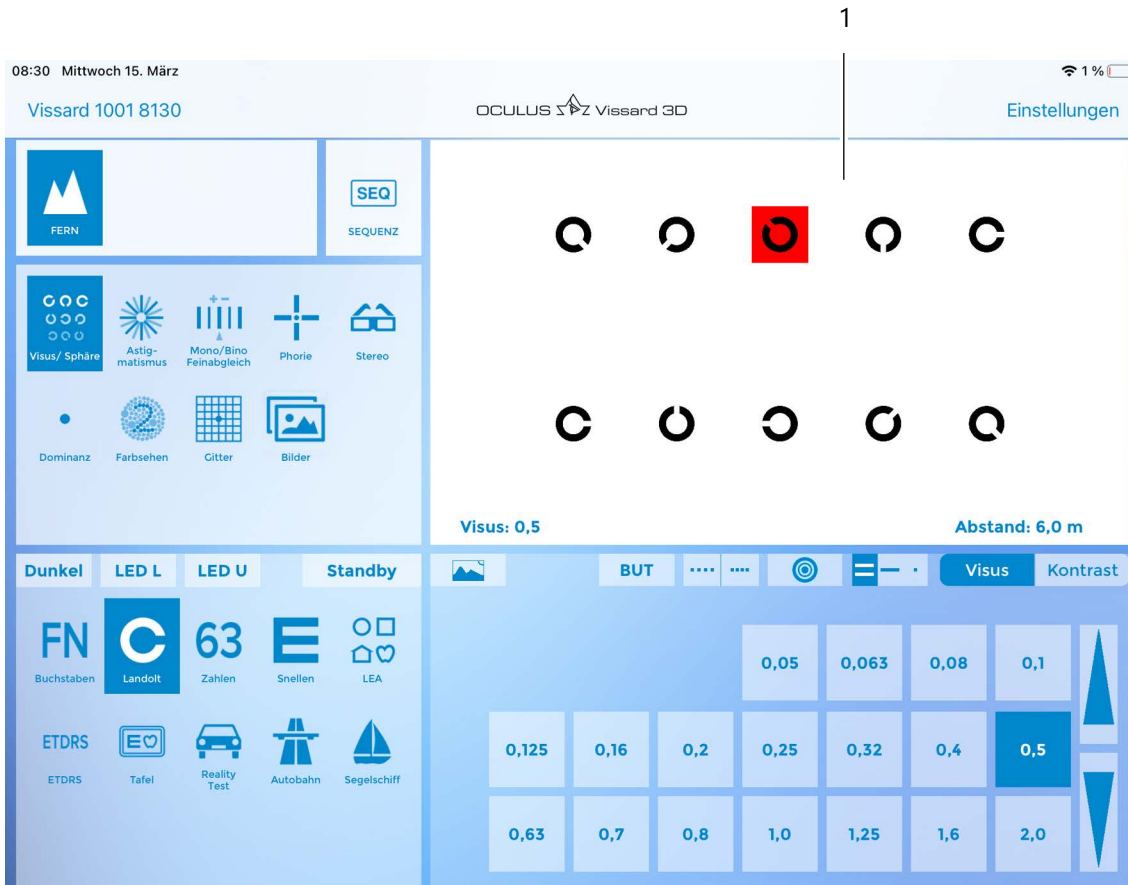 1
08:30 Mittwoch 15. März
1 %
Vissard 1001 8130
OCULUS Vissard 3D
Einstellungen
FERN
SEQ
SEQUENZ
Visus/ Sphäre
Astig-
matismus
Mono/Bino
Feinabgleich
Phorie
Stereo
2
Dominanz
Farbsehen
Gitter
Bilder
Visus: 0,5
Abstand: 6,0 m
Dunkel
LED L
LED U
Standby
BUT
Visus
Kontrast
FN
63
Buchstaben
Landolt
Zahlen
Snellen
LEA
ETDRS
E
ETDRS
Tafel
Reality
Test
Autobahn
Segelschiff
0,05 0,063 0,08 0,1
0,125 0,16 0,2 0,25 0,32 0,4 0,5
0,63 0,7 0,8 1,0 1,25 1,6 2,0